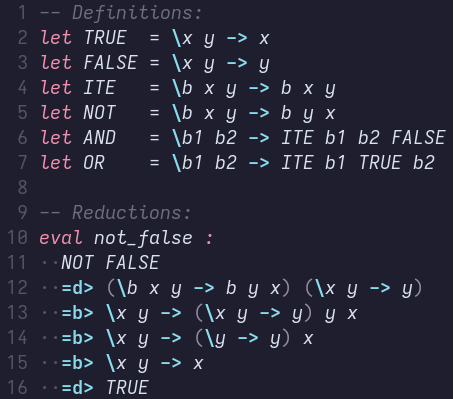 1 -- Definitions:
2 let TRUE  = \x y -> x
3 let FALSE = \x y -> y
4 let ITE   = \b x y -> b x y
5 let NOT   = \b x y -> b y x
6 let AND   = \b1 b2 -> ITE b1 b2 FALSE
7 let OR    = \b1 b2 -> ITE b1 TRUE b2
8
9 -- Reductions:
10 eval not_false :
11 ··NOT FALSE
12 ··=d> (\b x y -> b y x) (\x y -> y)
13 ··=b> \x y -> (\x y -> y) y x
14 ··=b> \x y -> (\y -> y) x
15 ··=b> \x y -> x
16 ··=d> TRUE